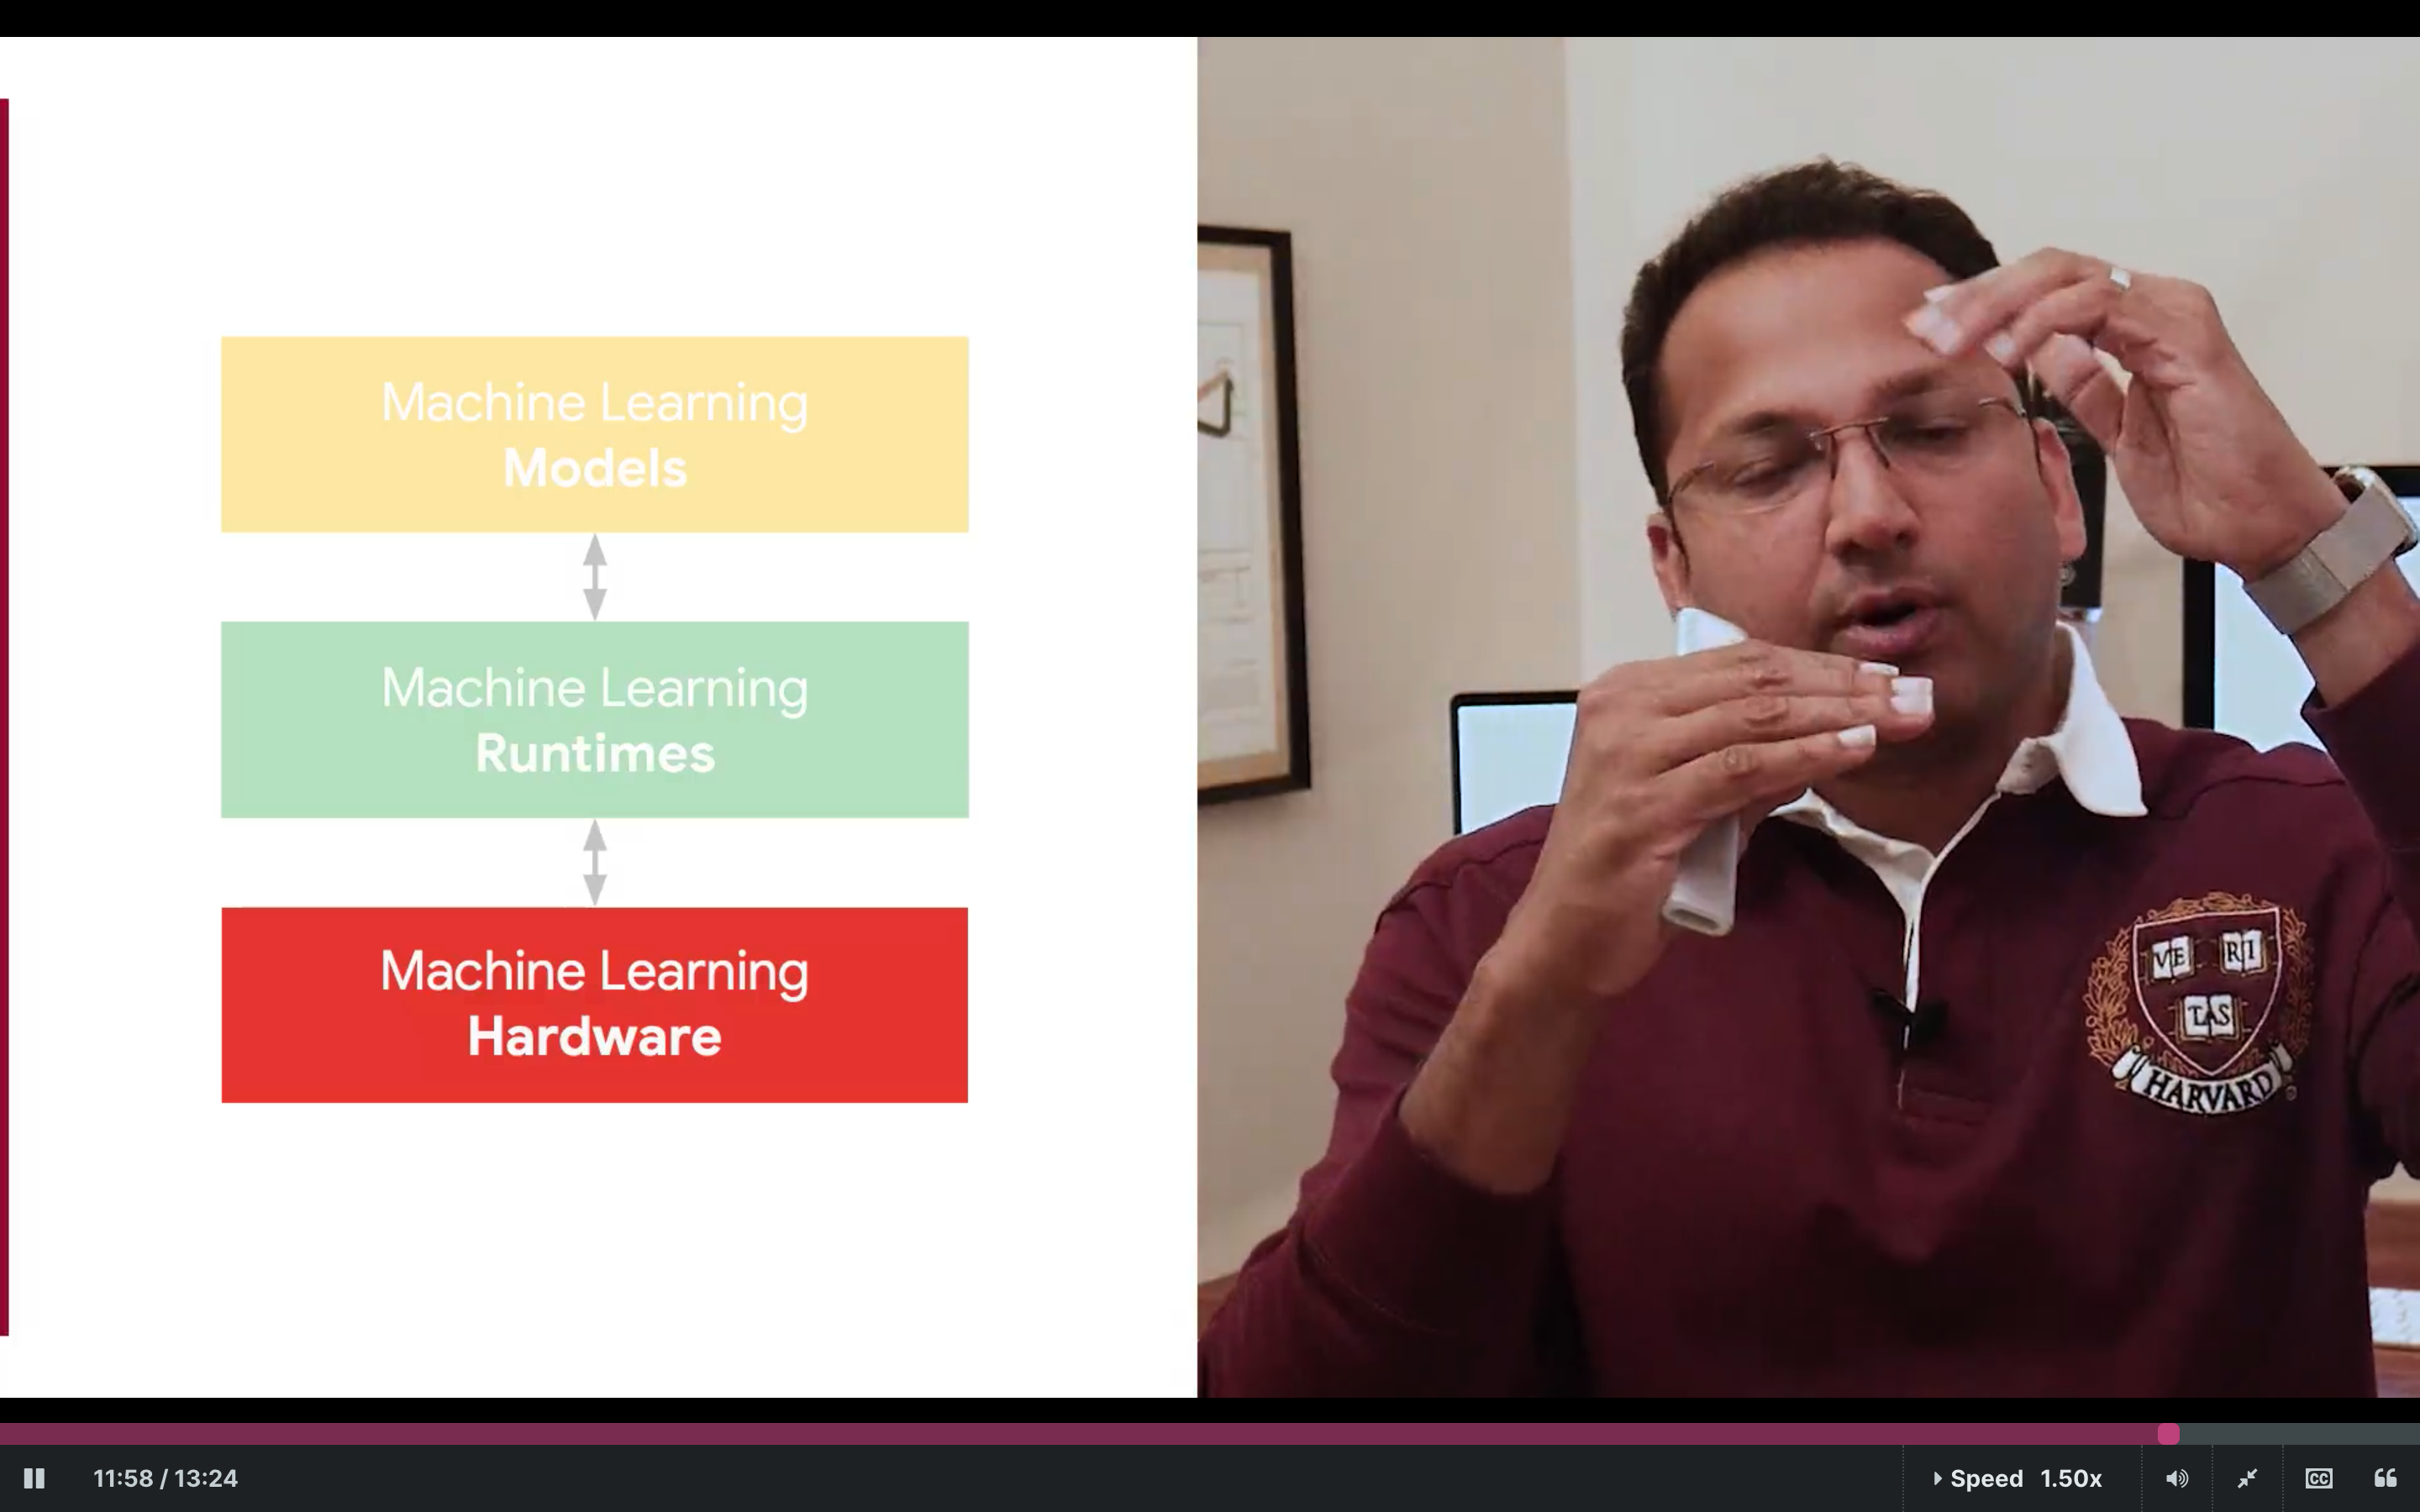 Machine Learning
Models
Machine Learning
Runtimes
Machine Learning
Hardware
VE RI
TAS
HARVARD
11:58 / 13:24
Speed 1.50x
CC